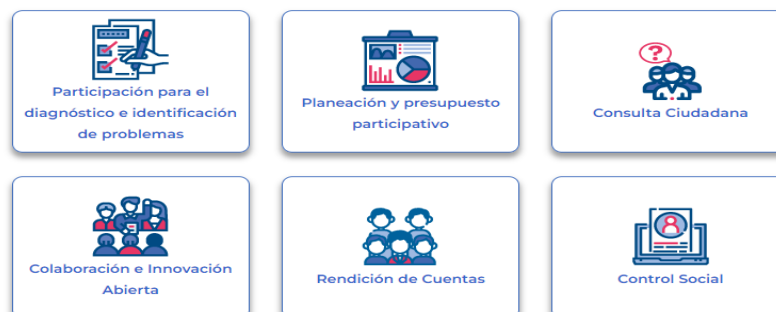 Participación para el
diagnóstico e identificación
de problemas
Planeación y presupuesto
participativo
Consulta Ciudadana
?
Colaboración e Innovación
Abierta
Rendición de Cuentas
Control Social